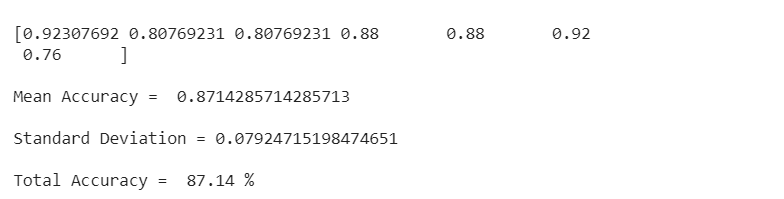 [0.92307692 0.80769231 0.80769231 0.88 0.88 0.92
0.76 ]
Mean Accuracy = 0.8714285714285713
Standard Deviation = 0.07924715198474651
Total Accuracy = 87.14 %